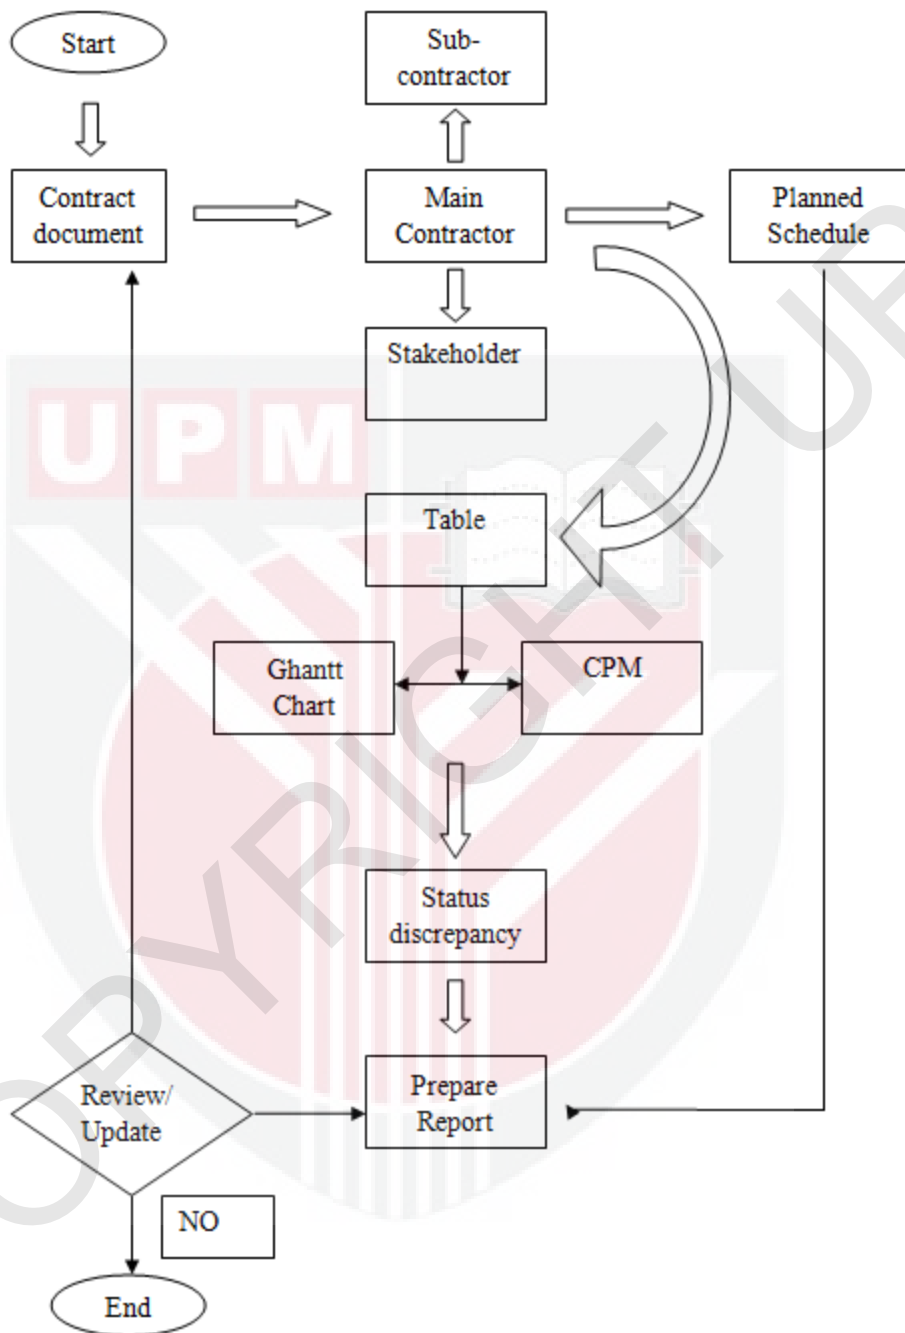 Start
Sub-
contractor
Contract
document
Main
Contractor
Planned
Schedule
Stakeholder
UPM
Table
Ghantt
Chart
CPM
Status
discrepancy
Review/
Update
Prepare
Report
NO
End
COPYRIGHT UP